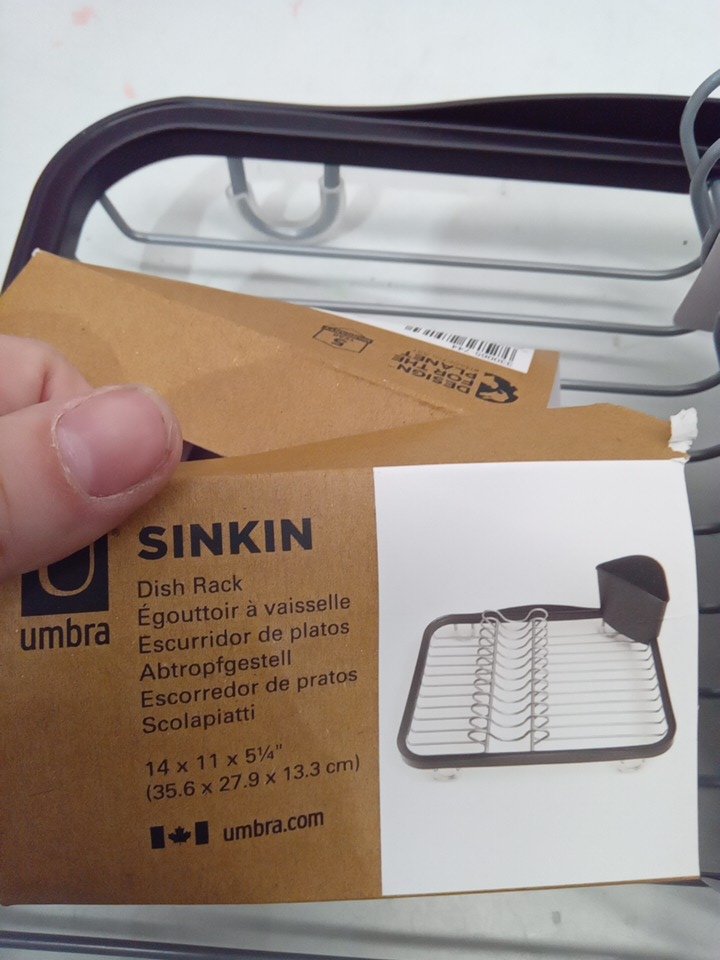 DESIGN
FOR THE
PLANET
U
umbra
SINKIN
Dish Rack
Égouttoir à vaisselle
Escurridor de platos
Abtropfgestell
Escorredor de pratos
Scolapiatti
14 x 11 x 5¼"
(35.6 x 27.9 x 13.3 cm)
umbra.com